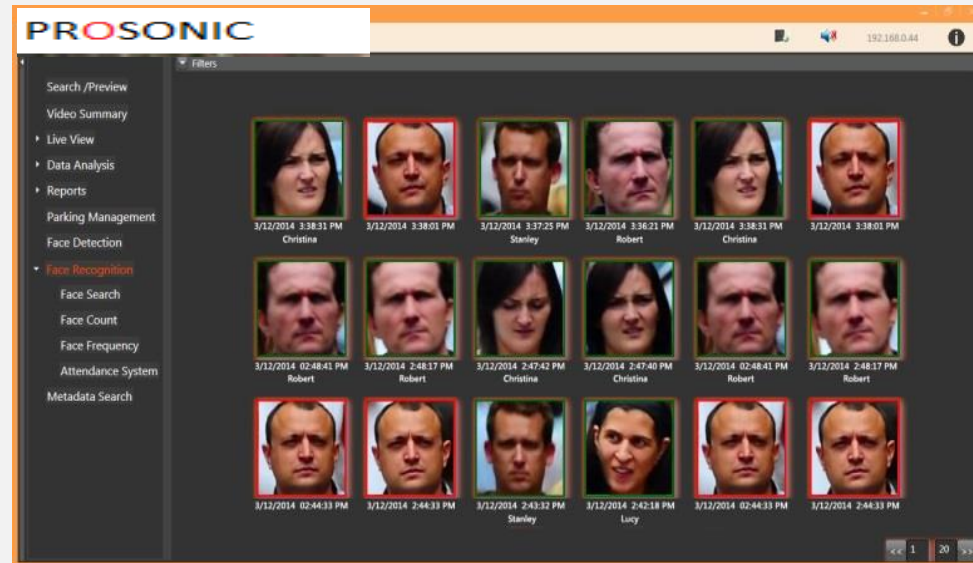 PROSONIC
192.168.0.44
Filters
Search /Preview
Video Summary
Live View
Data Analysis
Reports
Parking Management
Face Detection
Face Recognition
Face Search
Face Count
Face Frequency
Attendance System
Metadata Search
3/12/2014 3:38:31 PM 3/12/2014 3:38:01 PM 3/12/2014 3:37:25 PM 3/12/2014 3:36:21 PM 3/12/2014 3:38:31 PM 3/12/2014 3:38:01 PM
Christina Stanley Robert Christina
3/12/2014 02:48:41 PM 3/12/2014 2:48:17 PM 3/12/2014 2:47:42 PM 3/12/2014 2:47:40 PM 3/12/2014 02:48:41 PM 3/12/2014 2:48:17 PM
Robert Robert Christina Christina Robert Robert
3/12/2014 02:44:33 PM 3/12/2014 2:44:33 PM 3/12/2014 2:43:32 PM 3/12/2014 2:42:18 PM 3/12/2014 02:44:33 PM 3/12/2014 2:44:33 PM
Stanley Lucy
<< 1 20 >>